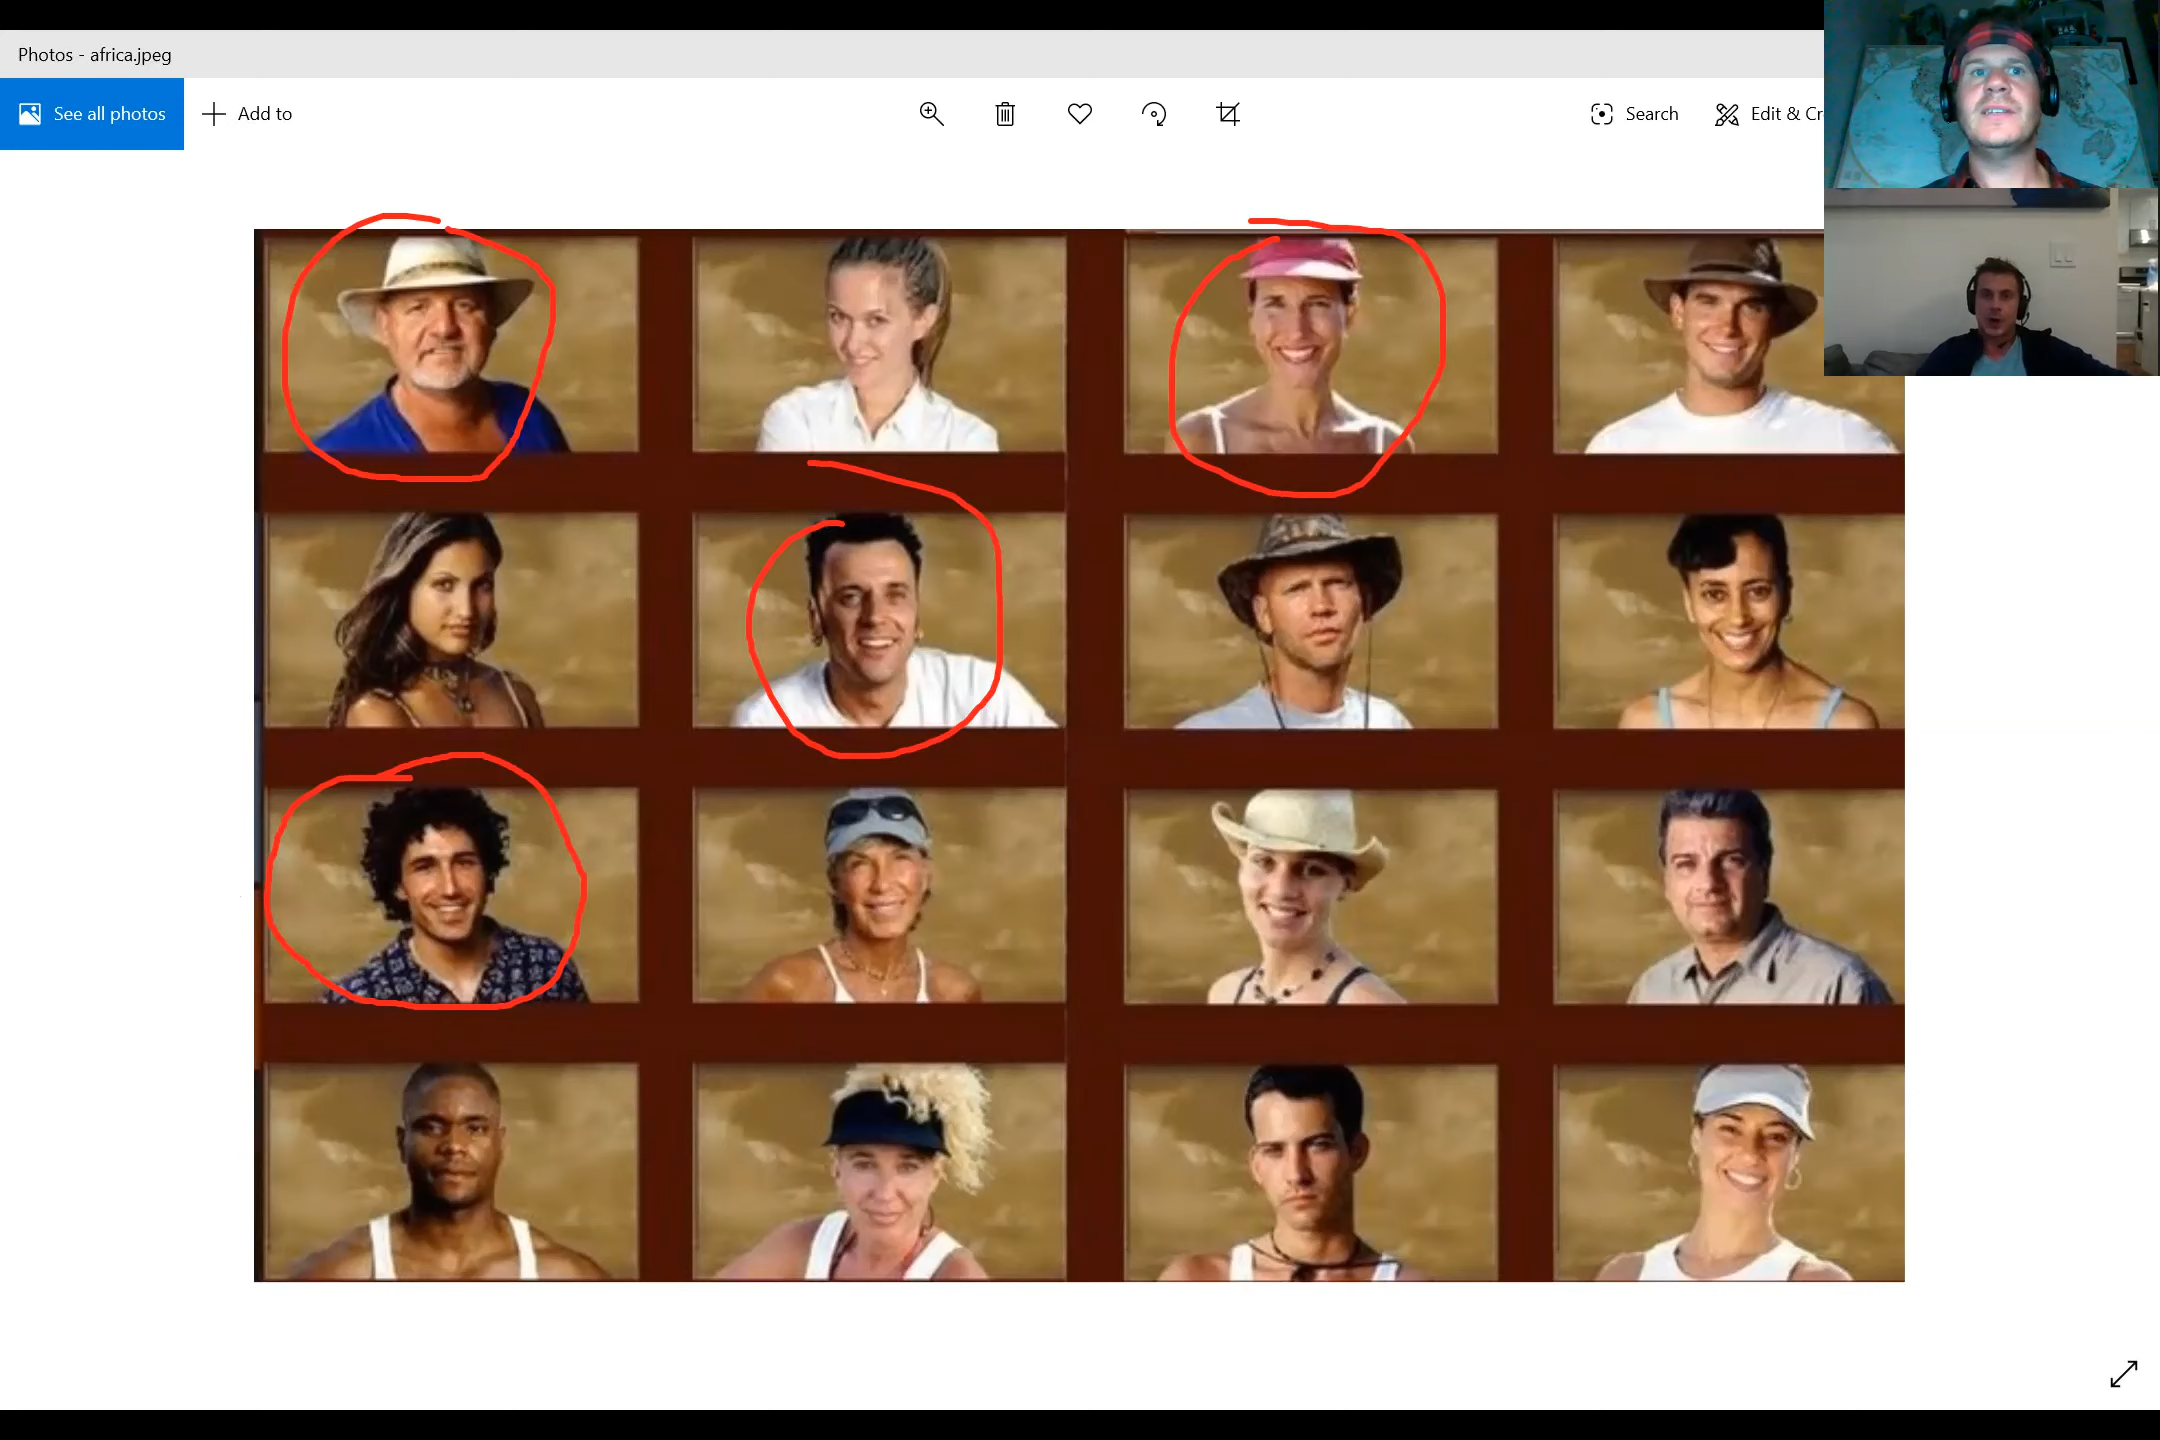 Photos - africa.jpeg
See all photos
Add to
Search
Edit & Cr